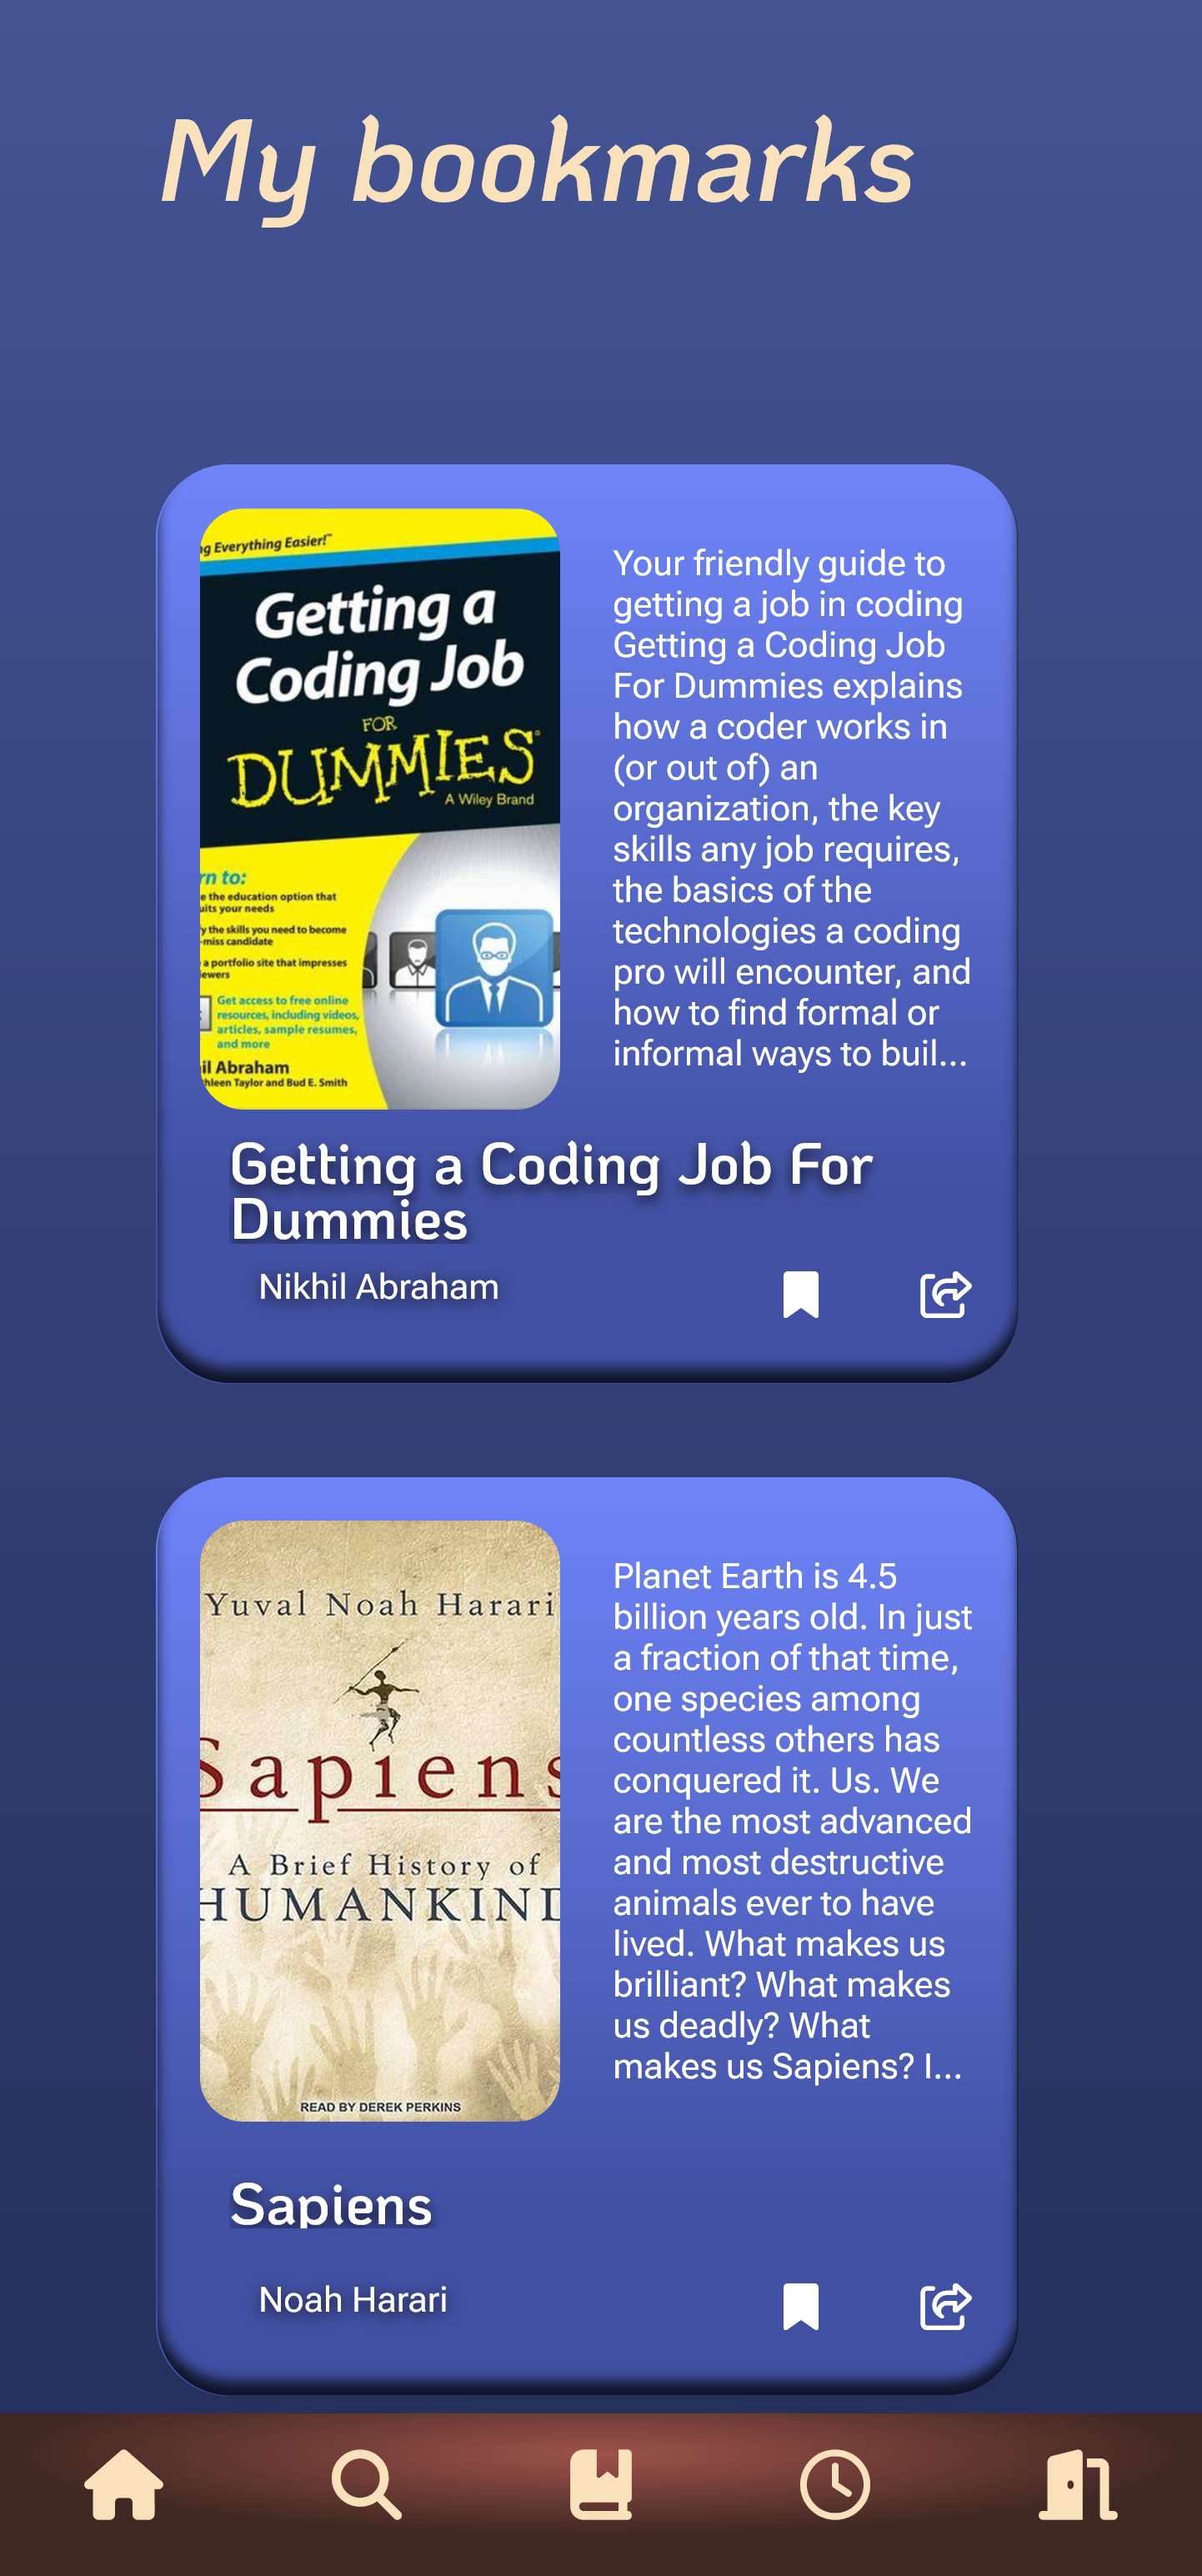 My bookmarks
g Everything Easier!™
Getting a
Coding Job
FOR
DUMMIES®
A Wiley Brand
rn to:
e the education option that
uits your needs
y the skills you need to become
-miss candidate
a portfolio site that impresses
iewers
Get access to free online
resources, including videos,
articles, sample resumes,
and more
il Abraham
hleen Taylor and Bud E. Smith
Your friendly guide to
getting a job in coding
Getting a Coding Job
For Dummies explains
how a coder works in
(or out of) an
organization, the key
skills any job requires,
the basics of the
technologies a coding
pro will encounter, and
how to find formal or
informal ways to buil...
Getting a Coding Job For
Dummies
Nikhil Abraham
Yuval Noah Harari
Sapiens
A Brief History of
HUMANKIND
READ BY DEREK PERKINS
Planet Earth is 4.5
billion years old. In just
a fraction of that time,
one species among
countless others has
conquered it. Us. We
are the most advanced
and most destructive
animals ever to have
lived. What makes us
brilliant? What makes
us deadly? What
makes us Sapiens? I...
Sapiens
Noah Harari